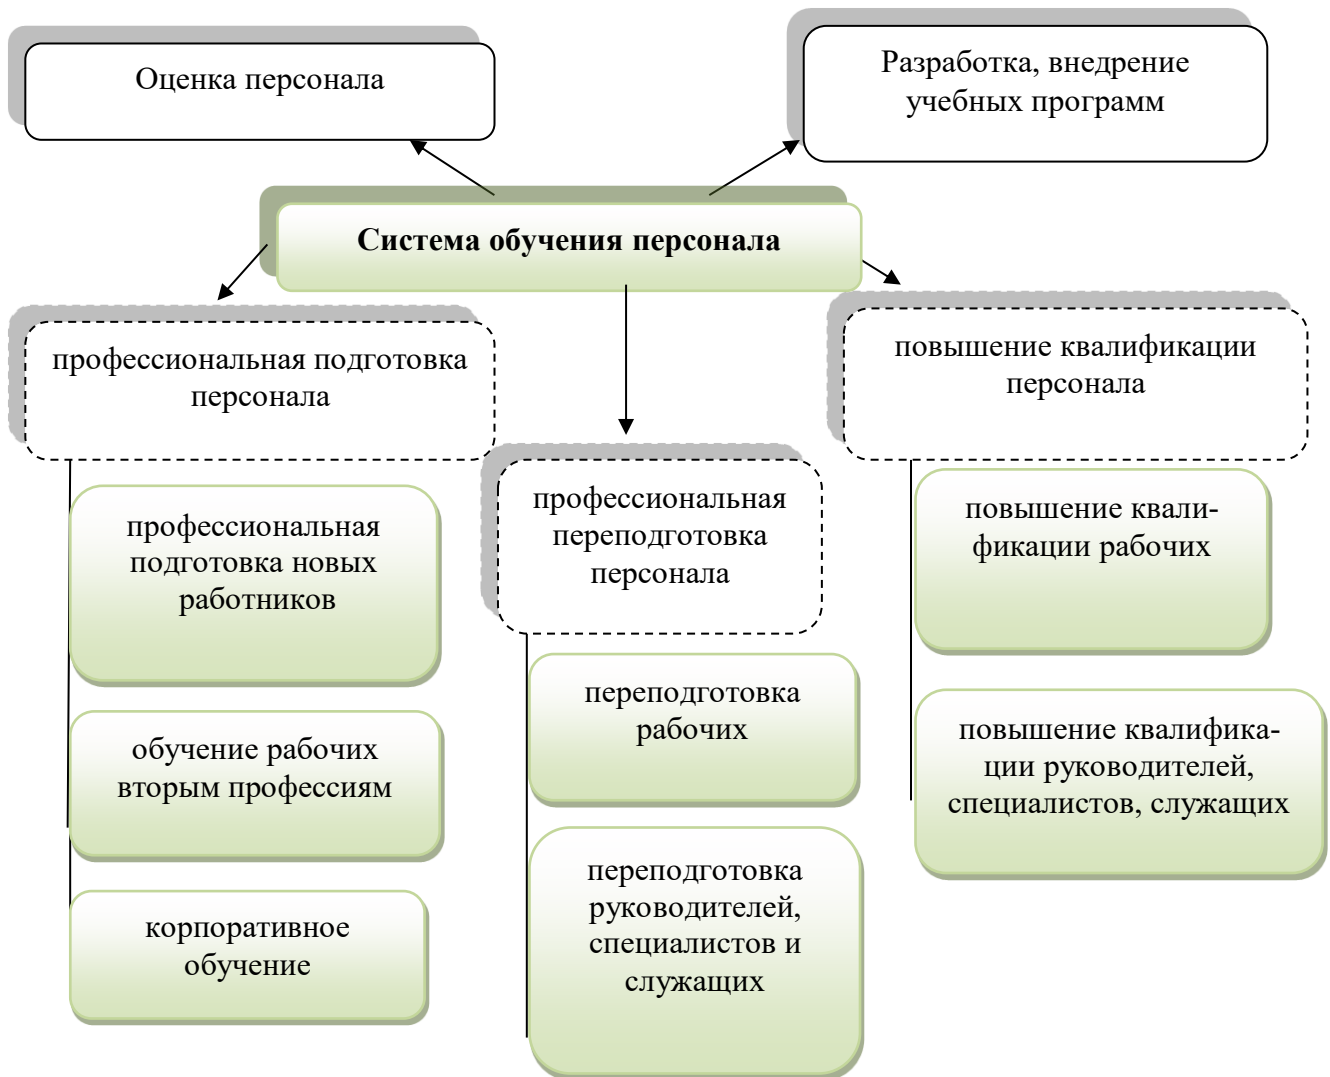 Оценка персонала
Разработка, внедрение
учебных программ
Система обучения персонала
профессиональная подготовка
персонала
профессиональная
подготовка новых
работников
обучение рабочих
вторым профессиям
корпоративное
обучение
профессиональная
переподготовка
персонала
переподготовка
рабочих
переподготовка
руководителей,
специалистов и
служащих
повышение квалификации
персонала
повышение квали-
фикации рабочих
повышение квалифика-
ции руководителей,
специалистов, служащих